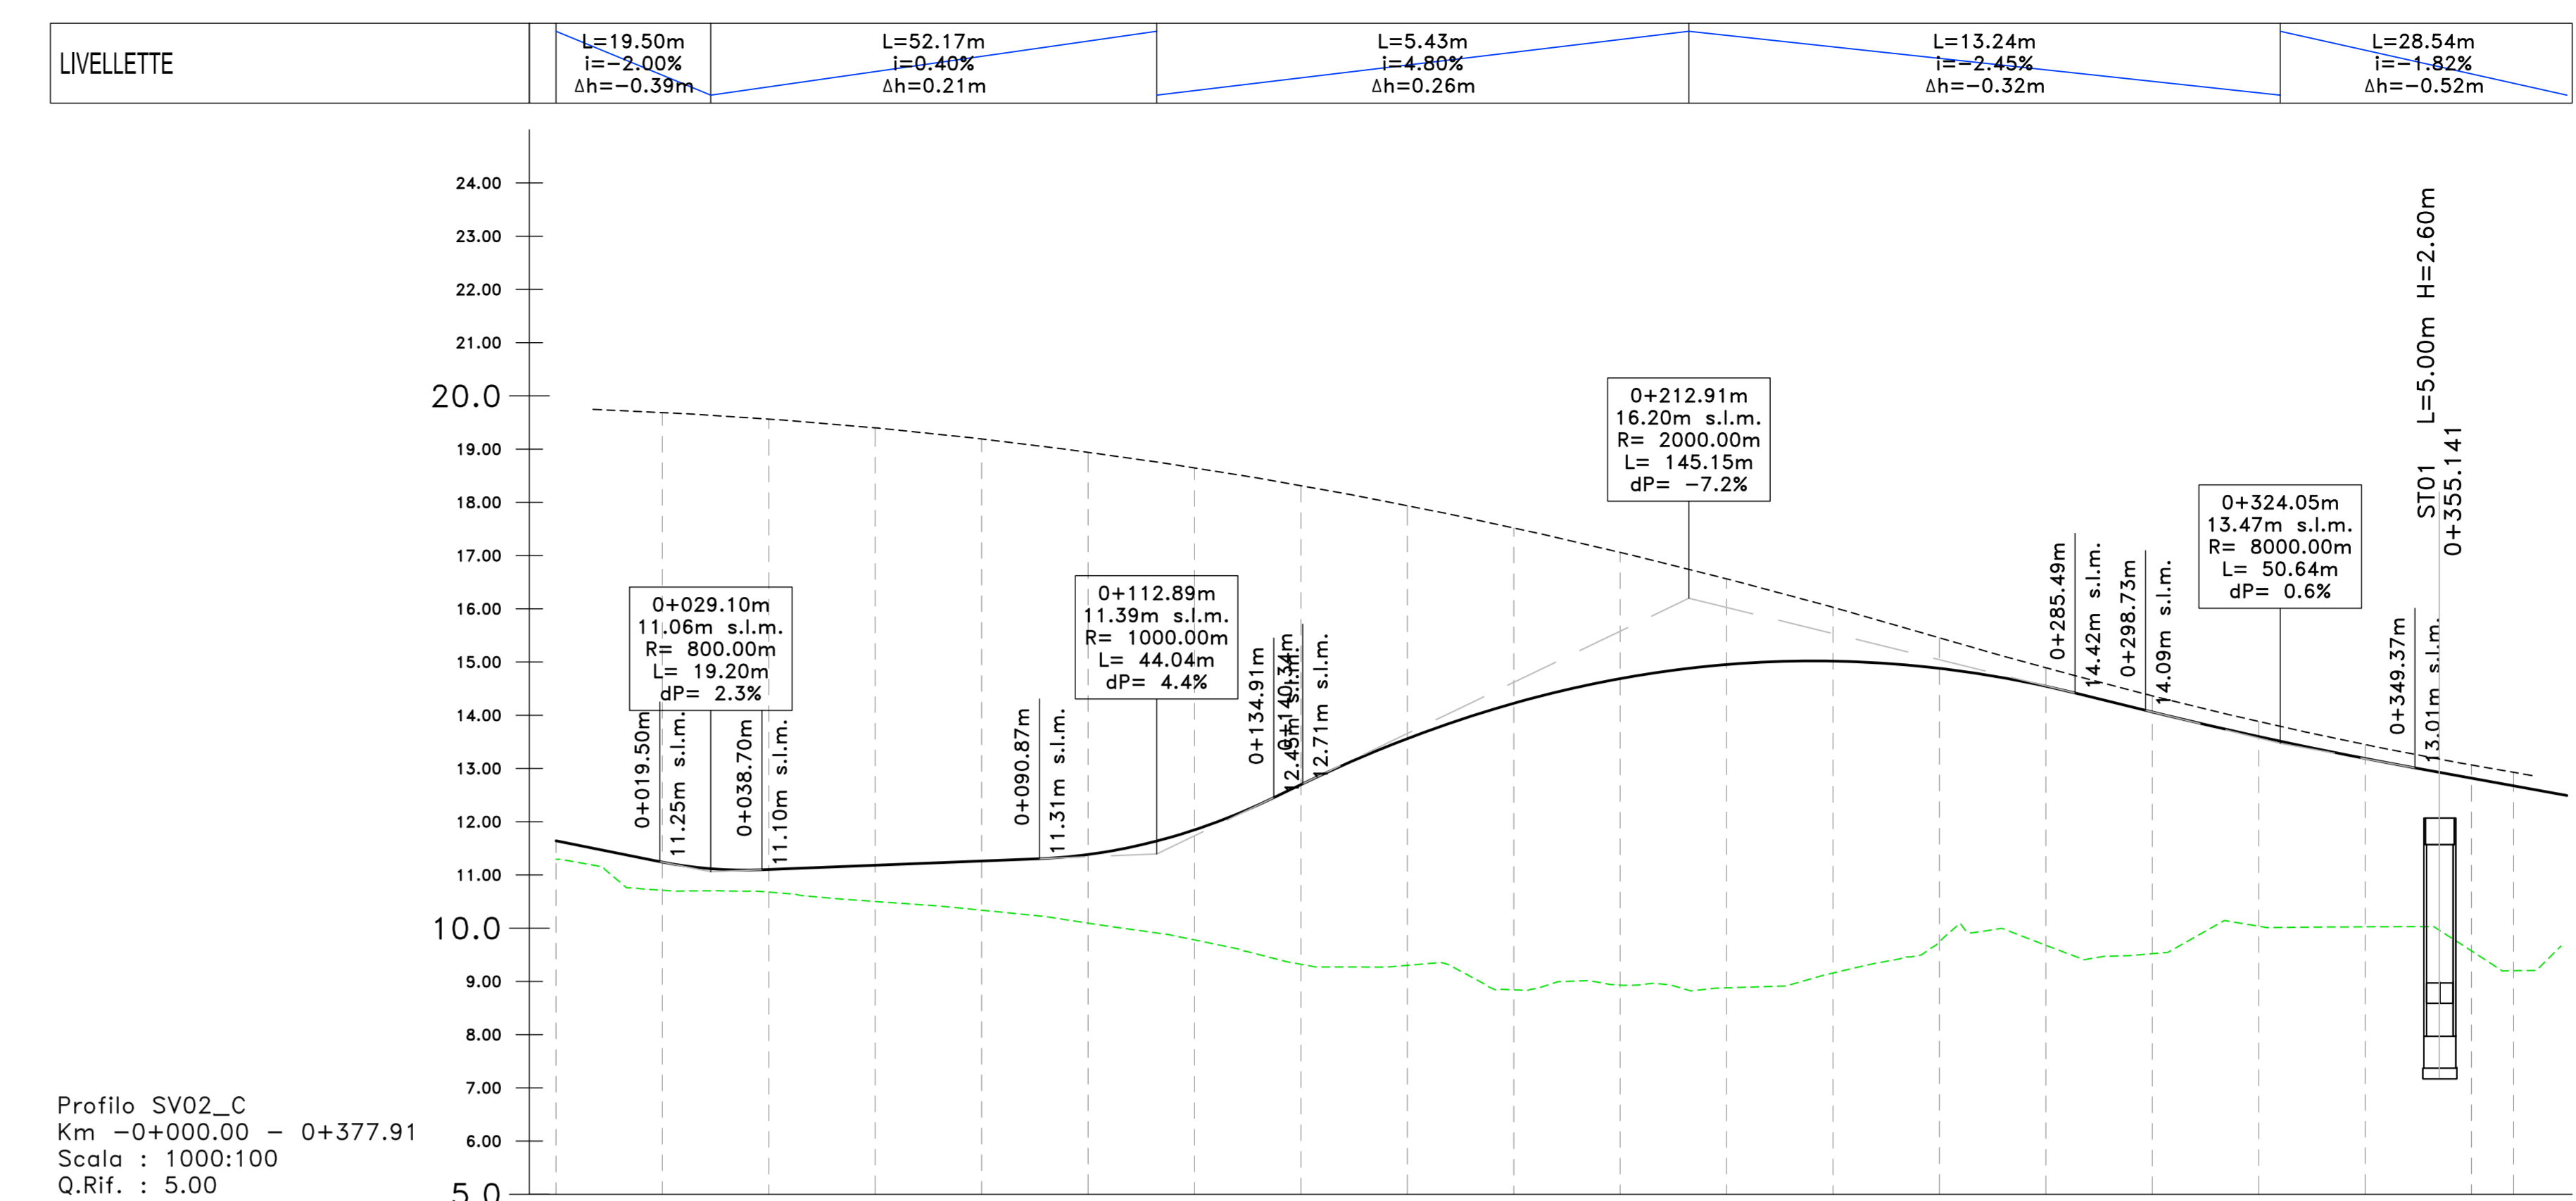 LIVELLETTE
L=19.50m
i=-2.00%
Δh=-0.39m
L=52.17m
i=0.40%
Δh=0.21m
L=5.43m
i=4.80%
Δh=0.26m
L=13.24m
i=-2.45%
Δh=-0.32m
L=28.54m
i=-1.82%
Δh=-0.52m
24.00
23.00
22.00
21.00
20.0
19.00
18.00
17.00
16.00
15.00
14.00
13.00
12.00
11.00
10.0
9.00
8.00
7.00
6.00
5.0
0+019.50m
11.25m s.l.m.
0+029.10m
11.06m s.l.m.
R= 800.00m
L= 19.20m
dP= 2.3%
0+038.70m
11.10m s.l.m.
0+090.87m
11.31m s.l.m.
0+112.89m
11.39m s.l.m.
R= 1000.00m
L= 44.04m
dP= 4.4%
0+134.91m
12.45m s.l.m.
0+140.34m
12.71m s.l.m.
0+212.91m
16.20m s.l.m.
R= 2000.00m
L= 145.15m
dP= -7.2%
0+285.49m
14.42m s.l.m.
0+298.73m
14.09m s.l.m.
0+324.05m
13.47m s.l.m.
R= 8000.00m
L= 50.64m
dP= 0.6%
0+349.37m
13.01m s.l.m.
ST01 L=5.00m H=2.60m
0+355.141
Profilo SV02_C
Km -0+000.00 - 0+377.91
Scala : 1000:100
Q.Rif. : 5.00